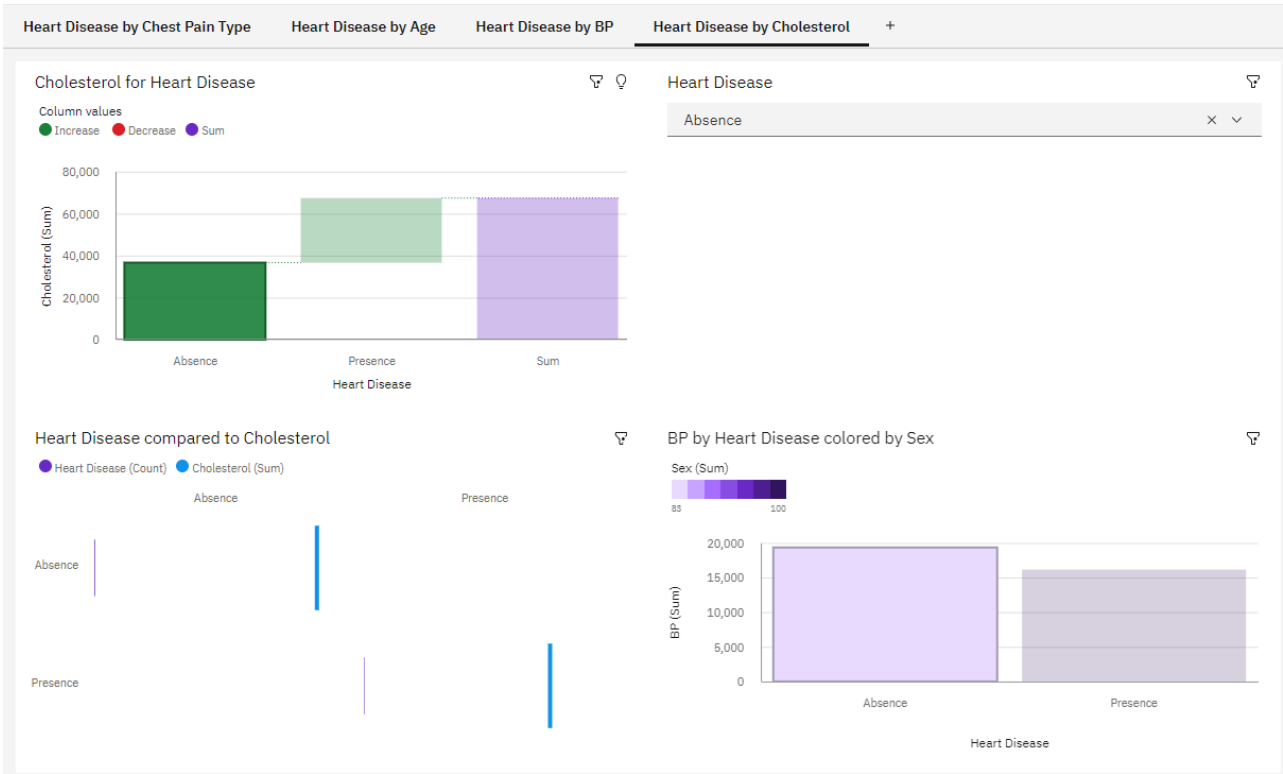 Heart Disease by Chest Pain Type Heart Disease by Age Heart Disease by BP Heart Disease by Cholesterol +
Cholesterol for Heart Disease
Column values
Increase Decrease Sum
80,000
60,000
40,000
20,000
0
Cholesterol (Sum)
Absence Presence Sum
Heart Disease
Heart Disease
Absence
Heart Disease compared to Cholesterol
Heart Disease (Count) Cholesterol (Sum)
Absence Presence
Absence
Presence
BP by Heart Disease colored by Sex
Sex (Sum)
83 100
20,000
15,000
10,000
5,000
0
BP (Sum)
Absence Presence
Heart Disease